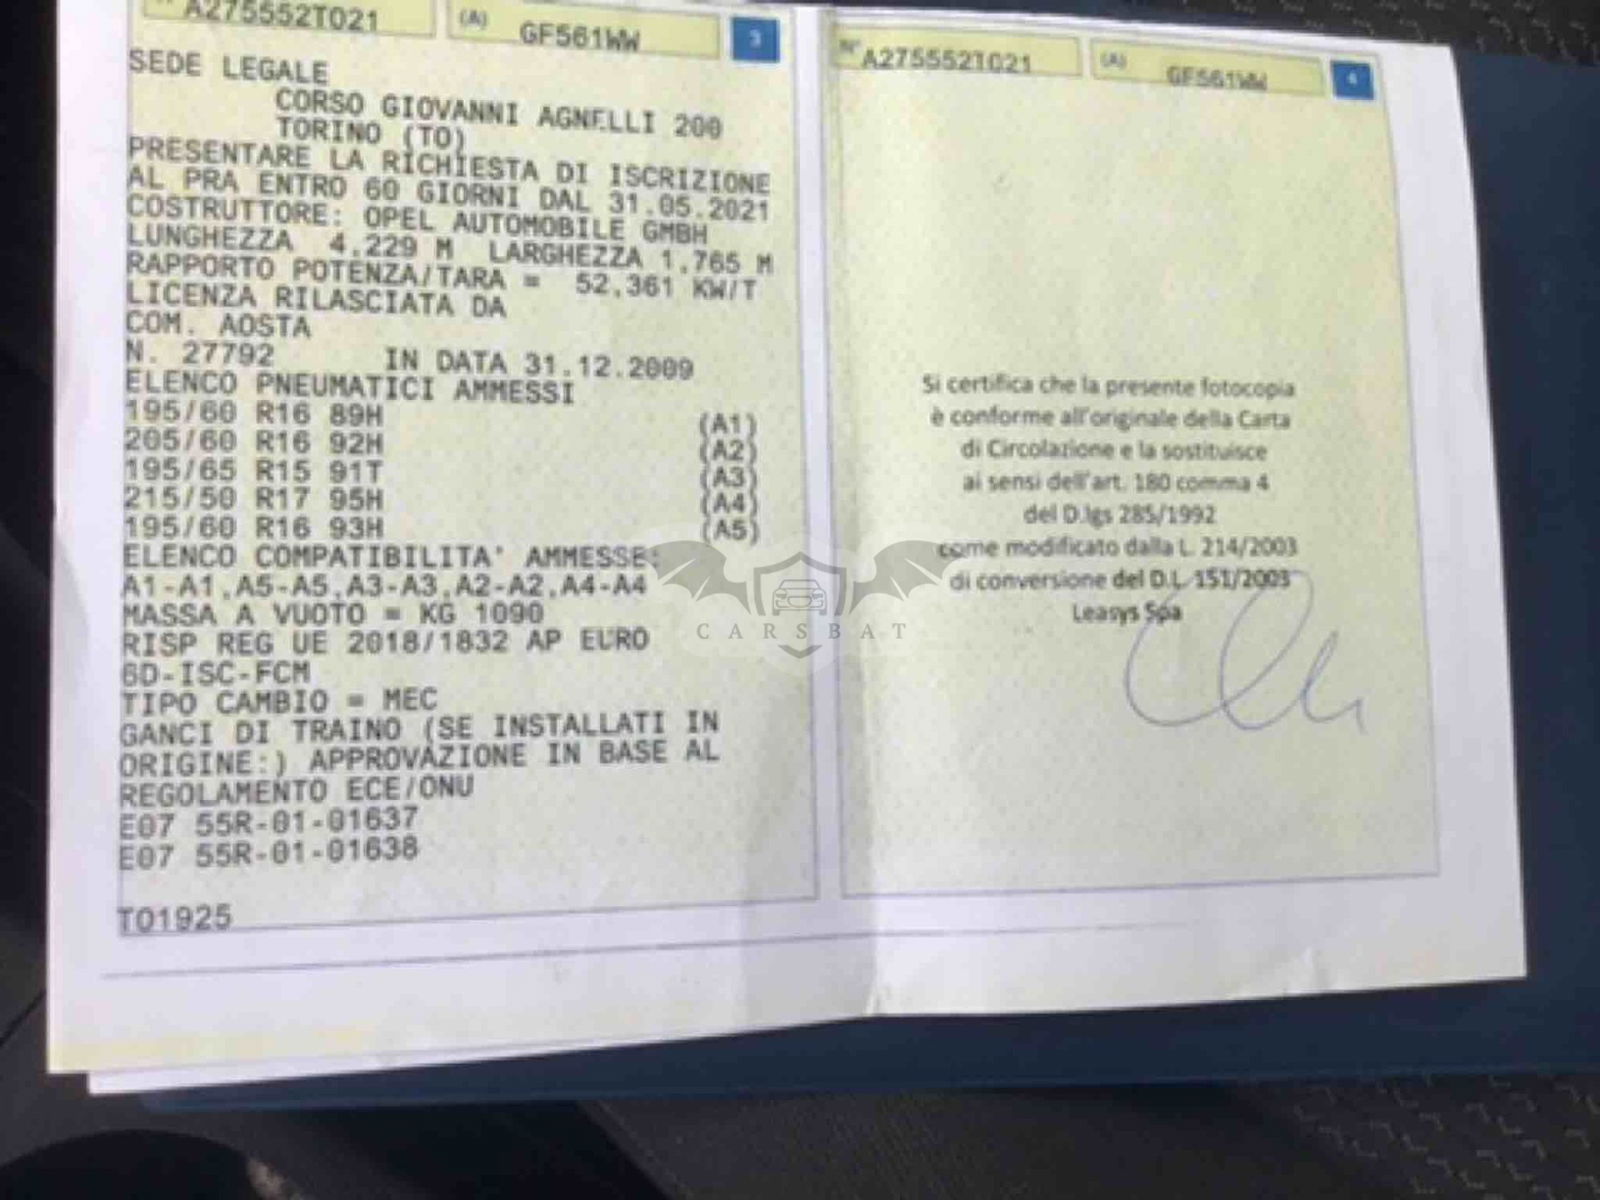 N° A275552T021 (A) GF561WW 3
SEDE LEGALE
CORSO GIOVANNI AGNELLI 200
TORINO (TO)
PRESENTARE LA RICHIESTA DI ISCRIZIONE
AL PRA ENTRO 60 GIORNI DAL 31.05.2021
COSTRUTTORE: OPEL AUTOMOBILE GMBH
LUNGHEZZA 4.229 M LARGHEZZA 1.765 M
RAPPORTO POTENZA/TARA = 52,361 KW/T
LICENZA RILASCIATA DA
COM. AOSTA
N. 27792 IN DATA 31.12.2009
ELENCO PNEUMATICI AMMESSI
195/60 R16 89H (A1)
205/60 R16 92H (A2)
195/65 R15 91T (A3)
215/50 R17 95H (A4)
195/60 R16 93H (A5)
ELENCO COMPATIBILITA' AMMESSE:
A1-A1,A5-A5,A3-A3,A2-A2,A4-A4
MASSA A VUOTO = KG 1090
RISP REG UE 2018/1832 AP EURO
6D-ISC-FCM
TIPO CAMBIO = MEC
GANCI DI TRAINO (SE INSTALLATI IN
ORIGINE:) APPROVAZIONE IN BASE AL
REGOLAMENTO ECE/ONU
E07 55R-01-01637
E07 55R-01-01638
TO1925
N° A275552T021 (A) GF561WW 4
Si certifica che la presente fotocopia
è conforme all'originale della Carta
di Circolazione e la sostituisce
ai sensi dell'art. 180 comma 4
del D.lgs 285/1992
come modificato dalla L. 214/2003
di conversione del D.L 151/2003
Leasys Spa
CARSBAT